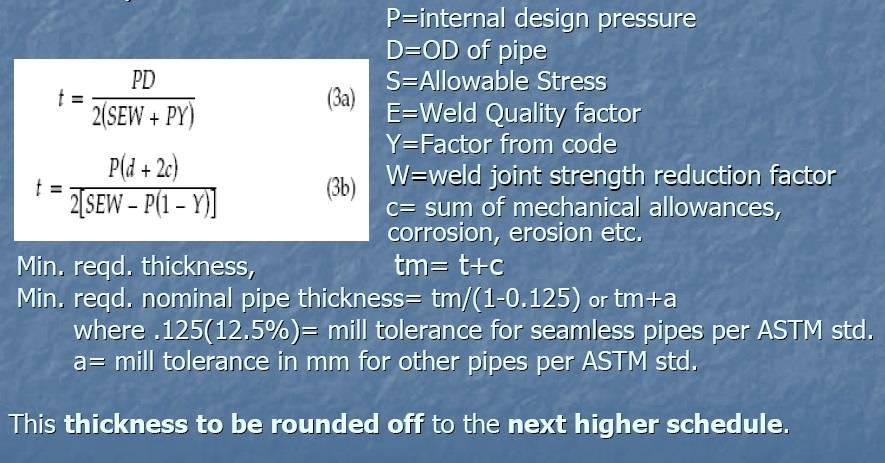 P=internal design pressure
D=OD of pipe
S=Allowable Stress
E=Weld Quality factor
Y=Factor from code
W=weld joint strength reduction factor
c= sum of mechanical allowances,
corrosion, erosion etc.
t = PD / 2(SEW + PY) (3a)
t = P(d + 2c) / 2[SEW – P(1 – Y)] (3b)
Min. reqd. thickness, tm= t+c
Min. reqd. nominal pipe thickness= tm/(1-0.125) or tm+a
where .125(12.5%)= mill tolerance for seamless pipes per ASTM std.
a= mill tolerance in mm for other pipes per ASTM std.
This thickness to be rounded off to the next higher schedule.